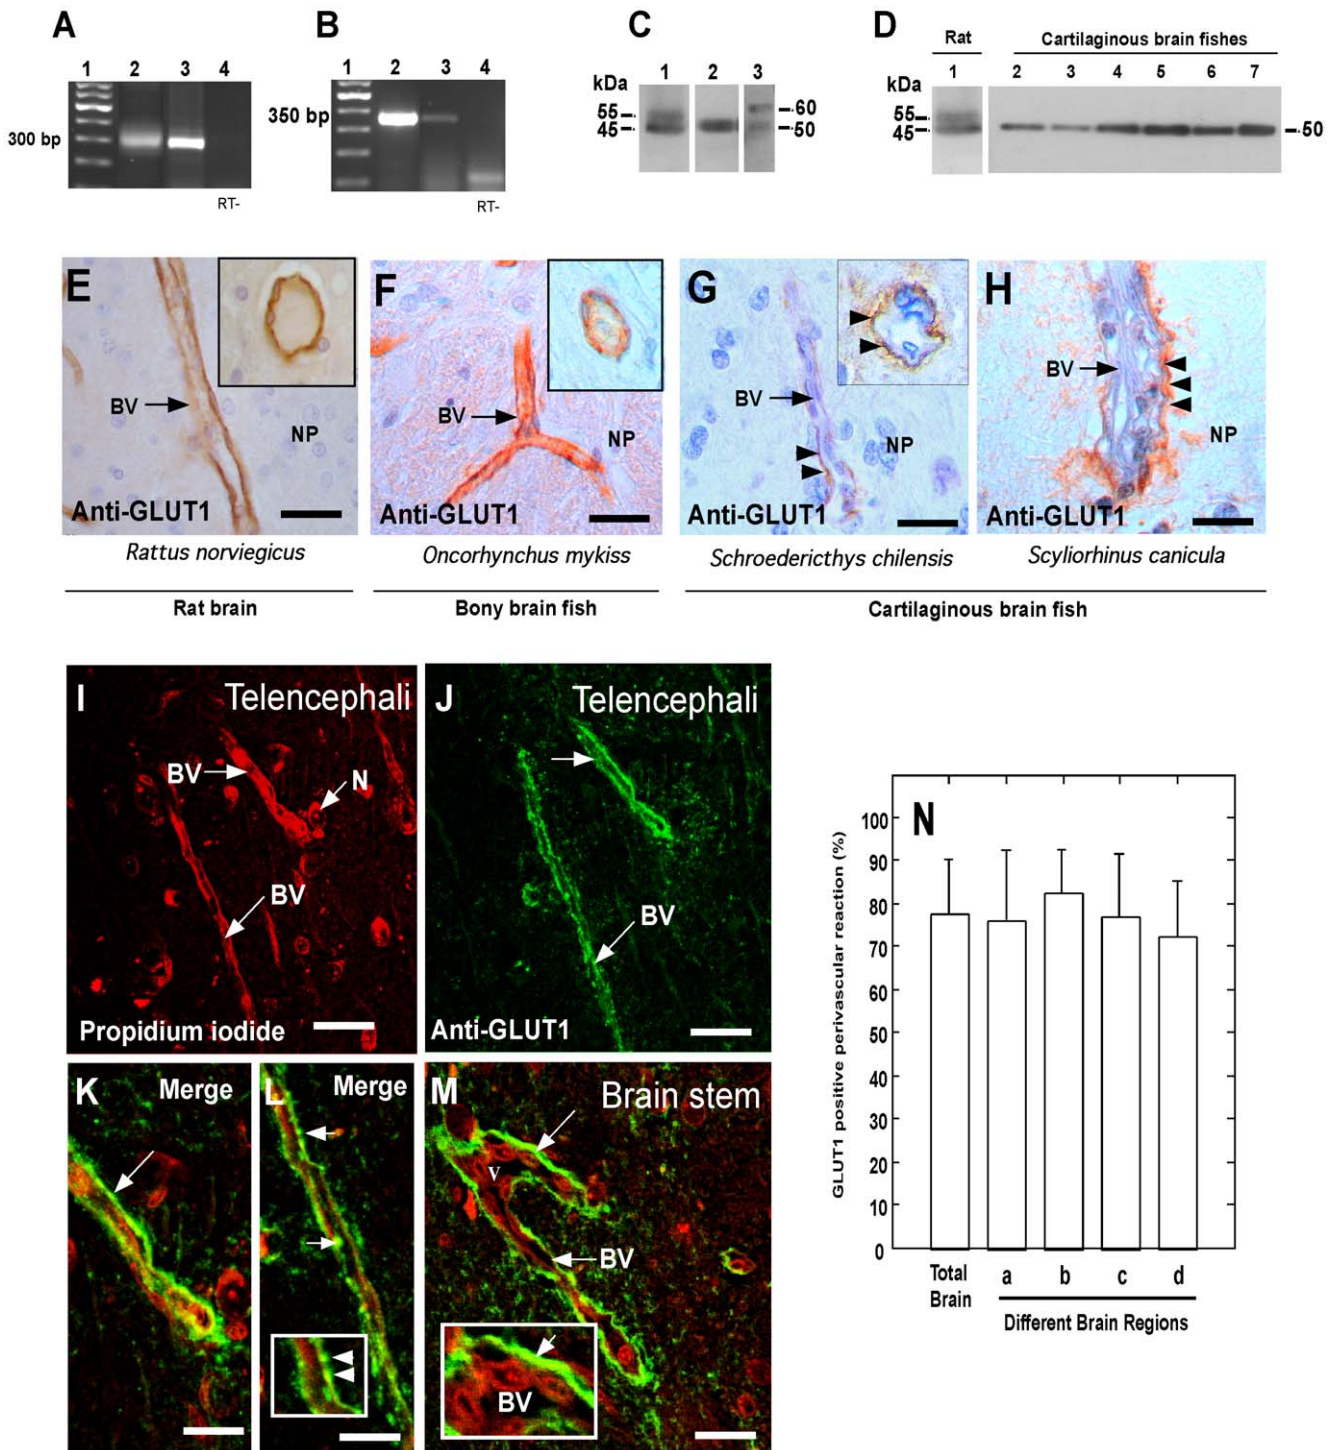 A
1 2 3 4
300 bp
RT-
B
1 2 3 4
350 bp
RT-
C
kDa
1 2 3
55
45
60
50
D
Rat
Cartilaginous brain fishes
kDa
1 2 3 4 5 6 7
55
45
50
E
BV
NP
Anti-GLUT1
Rattus norviegicus
Rat brain
F
BV
NP
Anti-GLUT1
Oncorhynchus mykiss
Bony brain fish
G
BV
NP
Anti-GLUT1
Schroedericthys chilensis
H
BV
NP
Anti-GLUT1
Scyliorhinus canicula
Cartilaginous brain fish
I
Telencephali
BV
N
BV
Propidium iodide
J
Telencephali
BV
Anti-GLUT1
K
Merge
L
Merge
M
Brain stem
V
BV
BV
N
GLUT1 positive perivascular reaction (%)
100
90
80
70
60
50
40
30
20
10
0
Total
Brain
a b c d
Different Brain Regions